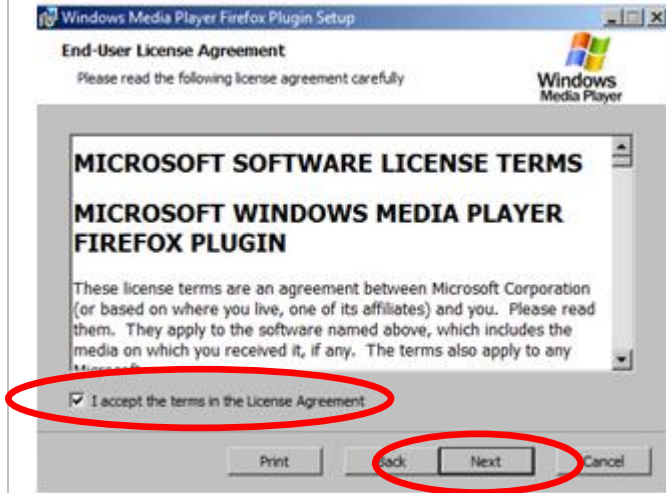 Windows Media Player Firefox Plugin Setup
End-User License Agreement
Please read the following license agreement carefully
Windows
Media Player
MICROSOFT SOFTWARE LICENSE TERMS
MICROSOFT WINDOWS MEDIA PLAYER
FIREFOX PLUGIN
These license terms are an agreement between Microsoft Corporation
(or based on where you live, one of its affiliates) and you. Please read
them. They apply to the software named above, which includes the
media on which you received it, if any. The terms also apply to any
Microsoft
I accept the terms in the License Agreement
Print Back Next Cancel